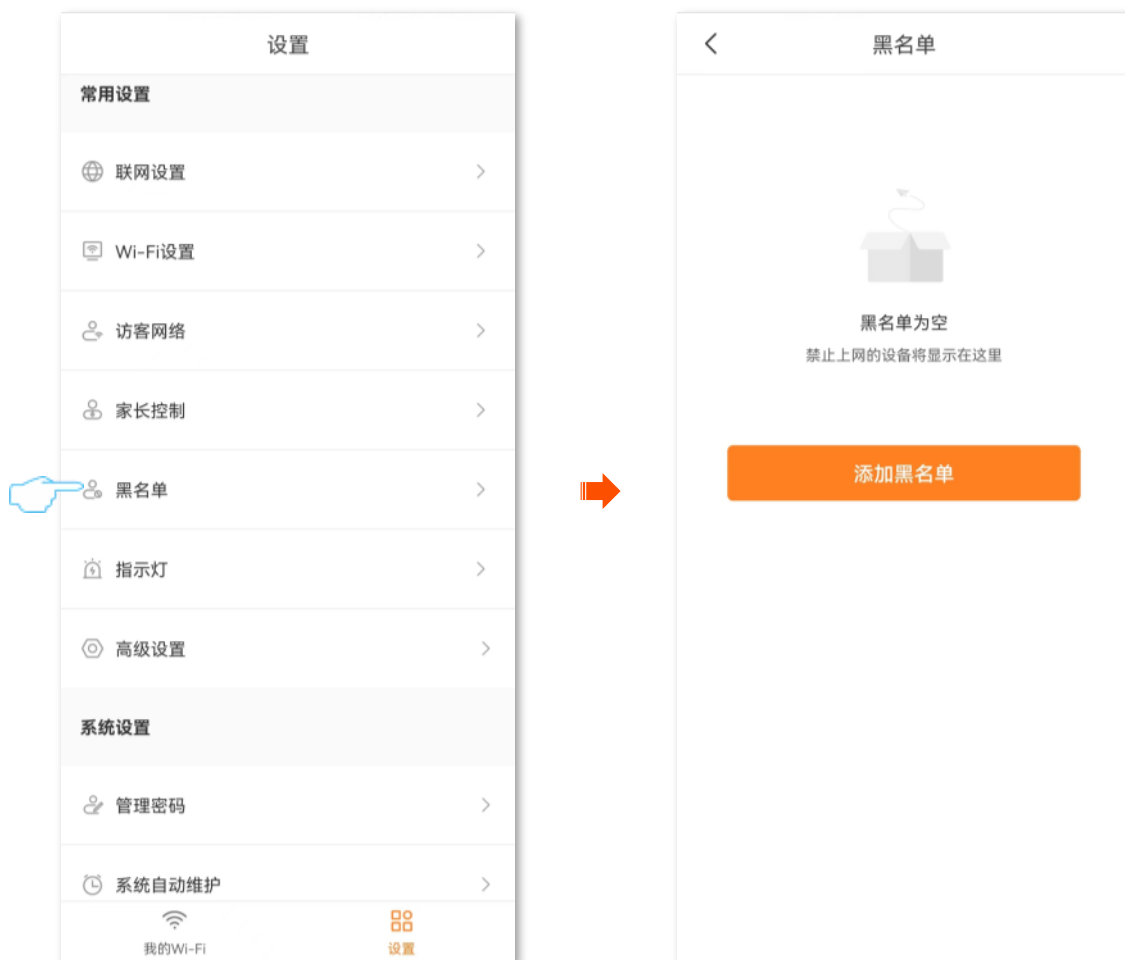 设置
常用设置
联网设置
Wi-Fi设置
访客网络
家长控制
黑名单
指示灯
高级设置
系统设置
管理密码
系统自动维护
我的Wi-Fi
设置
黑名单
黑名单为空
禁止上网的设备将显示在这里
添加黑名单